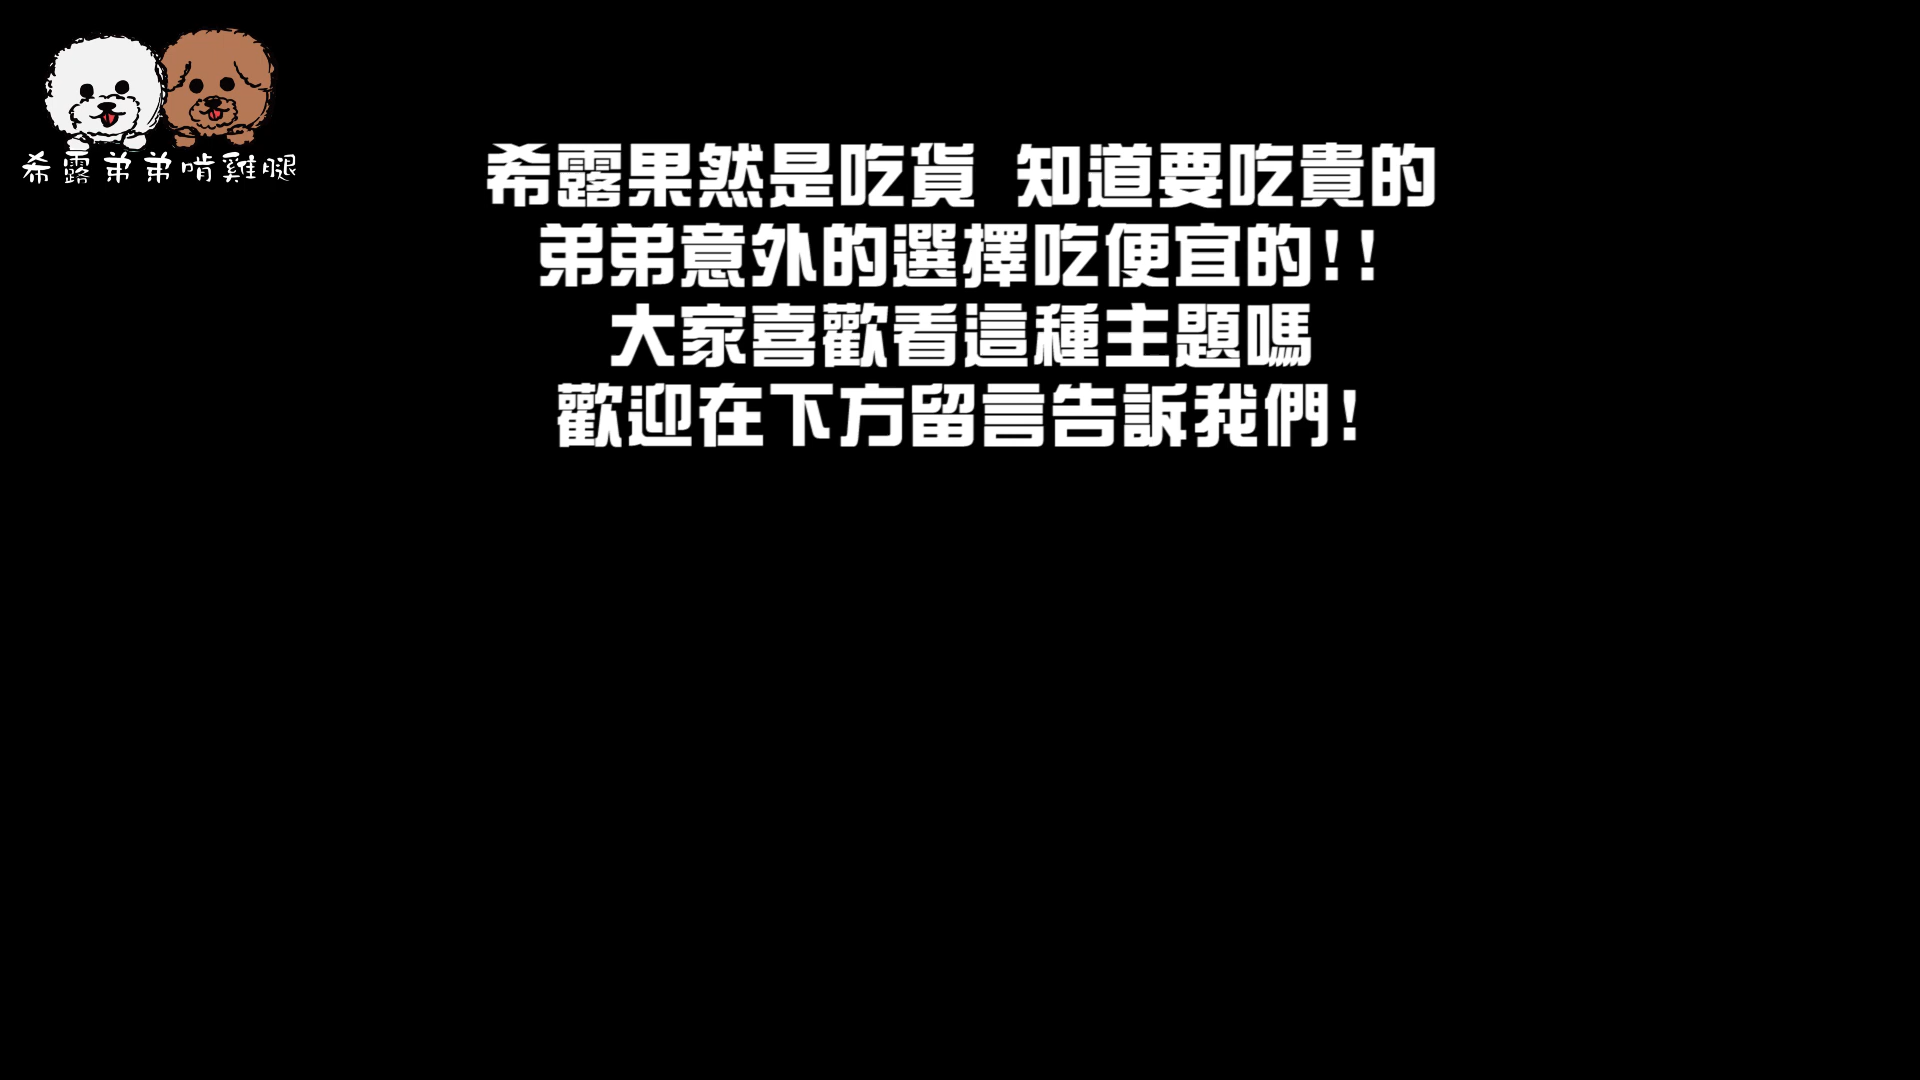 希露弟弟啃雞腿
希露果然是吃貨 知道要吃貴的
弟弟意外的選擇吃便宜的!!
大家喜歡看這種主題嗎
歡迎在下方留言告訴我們!